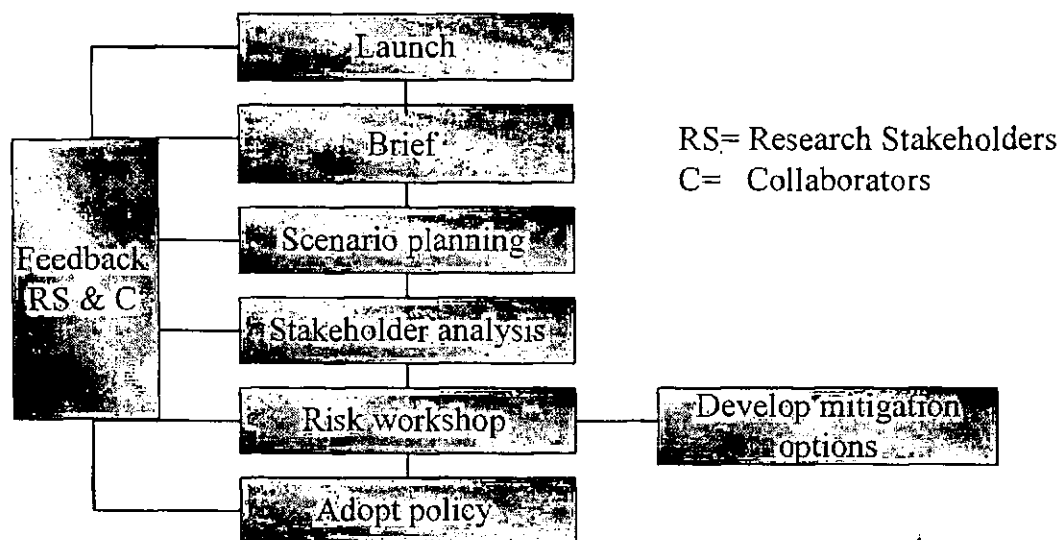 Launch
Brief
RS= Research Stakeholders
C= Collaborators
Scenario planning
Feedback
RS & C
Stakeholder analysis
Risk workshop
Develop mitigation
options
Adopt policy